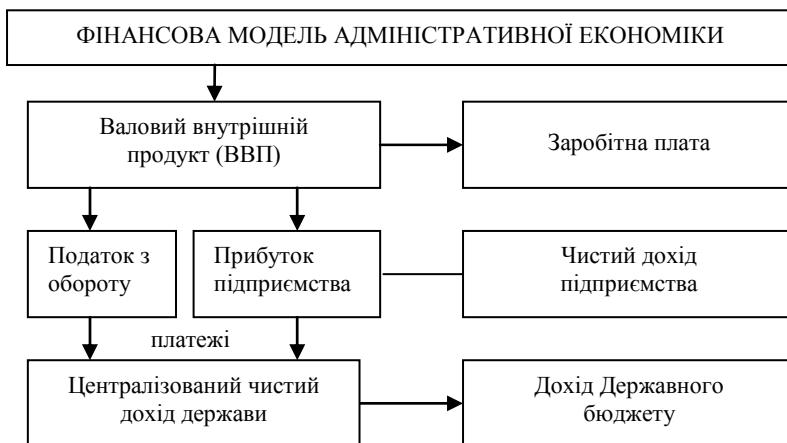 ФІНАНСОВА МОДЕЛЬ АДМІНІСТРАТИВНОЇ ЕКОНОМІКИ
Валовий внутрішній
продукт (ВВП)
Заробітна плата
Податок з
обороту
Прибуток
підприємства
Чистий дохід
підприємства
платежі
Централізований чистий
дохід держави
Дохід Державного
бюджету